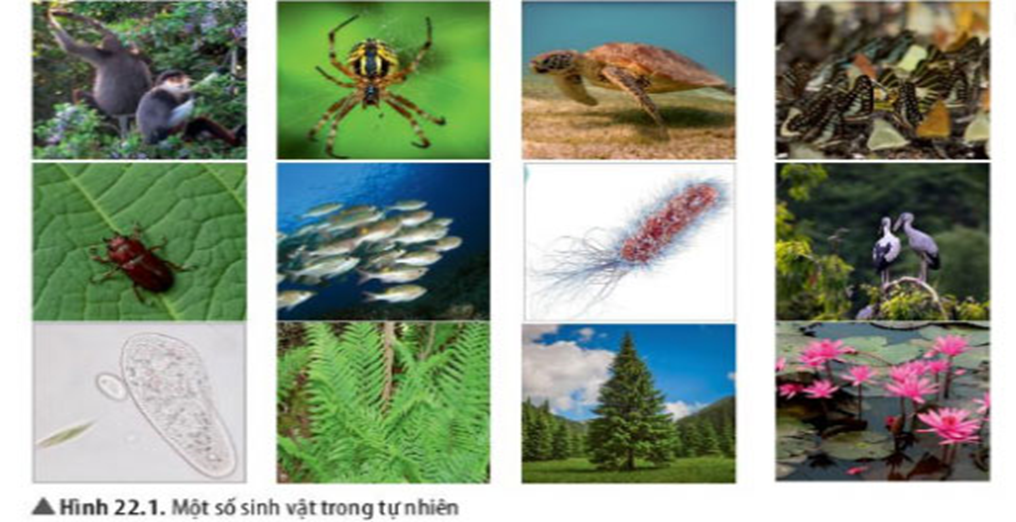 ▲ Hình 22.1. Một số sinh vật trong tự nhiên